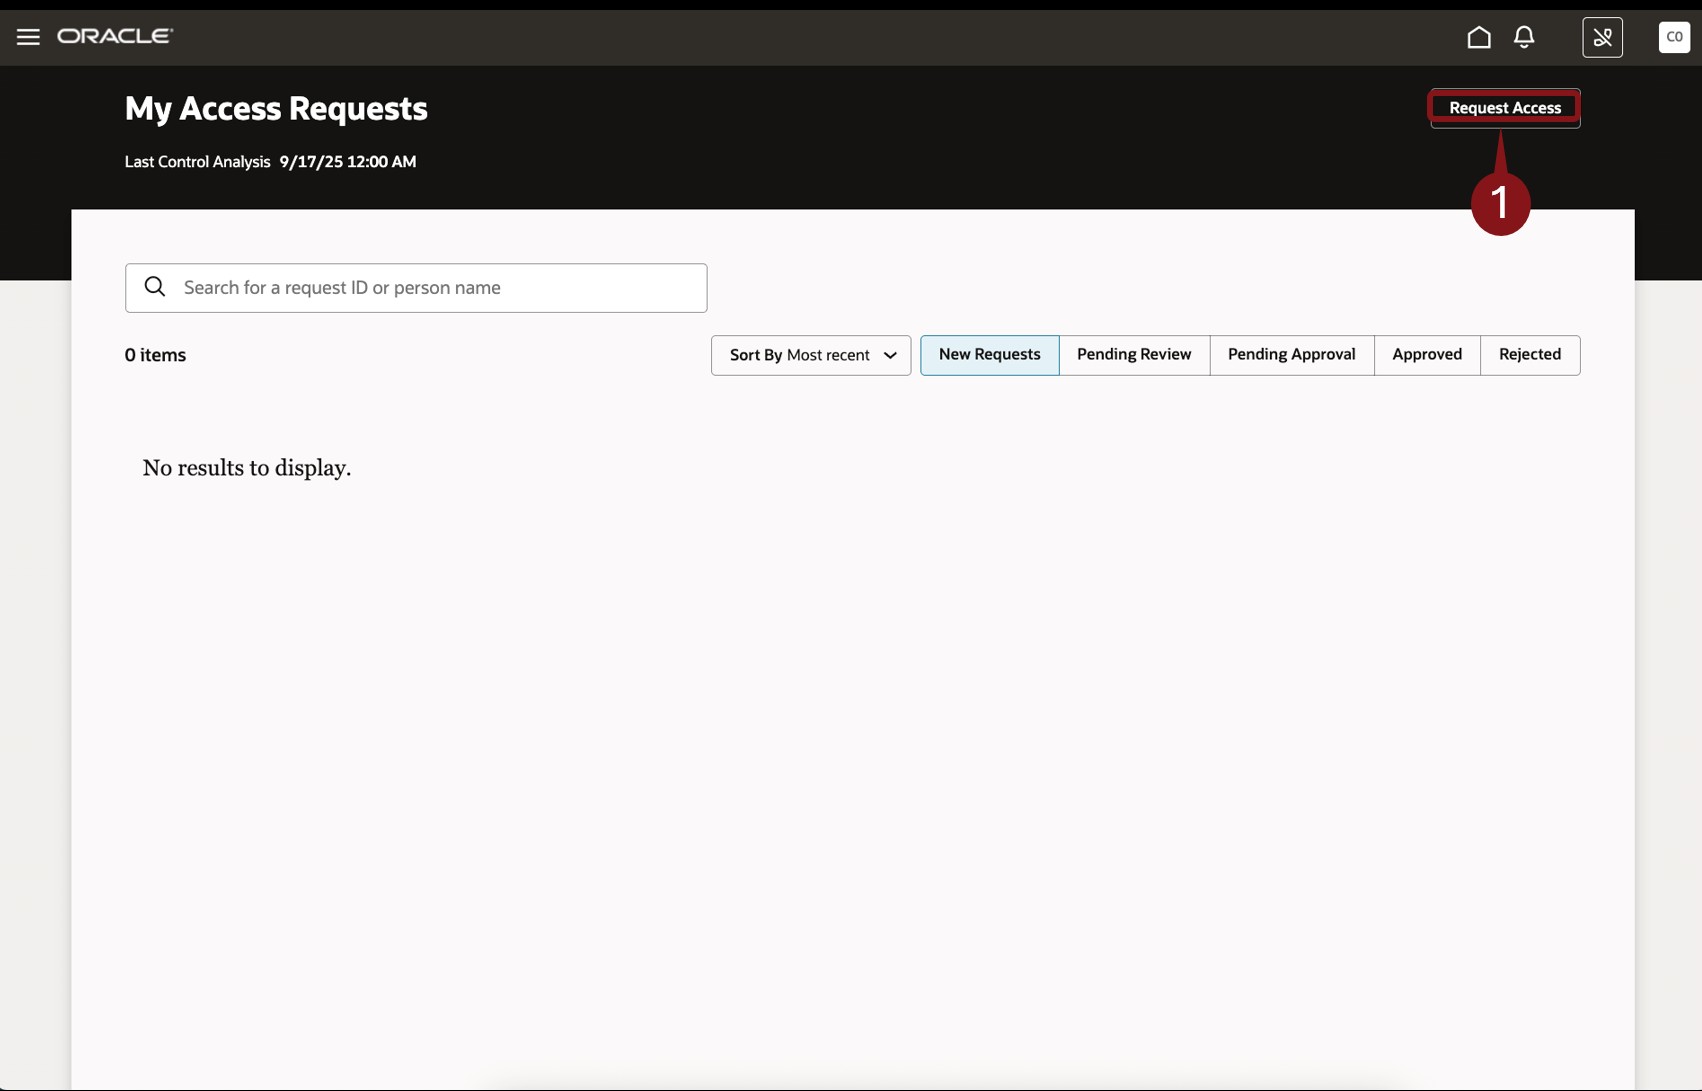 ORACLE
CO
My Access Requests
Request Access
Last Control Analysis 9/17/25 12:00 AM
1
Search for a request ID or person name
0 items
Sort By Most recent
New Requests
Pending Review
Pending Approval
Approved
Rejected
No results to display.